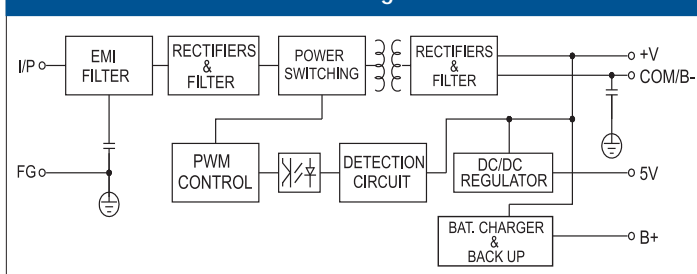 I/P
EMI
FILTER
RECTIFIERS
&
FILTER
POWER
SWITCHING
RECTIFIERS
&
FILTER
+V
COM/B-
FG
PWM
CONTROL
DETECTION
CIRCUIT
DC/DC
REGULATOR
5V
BAT. CHARGER
&
BACK UP
B+